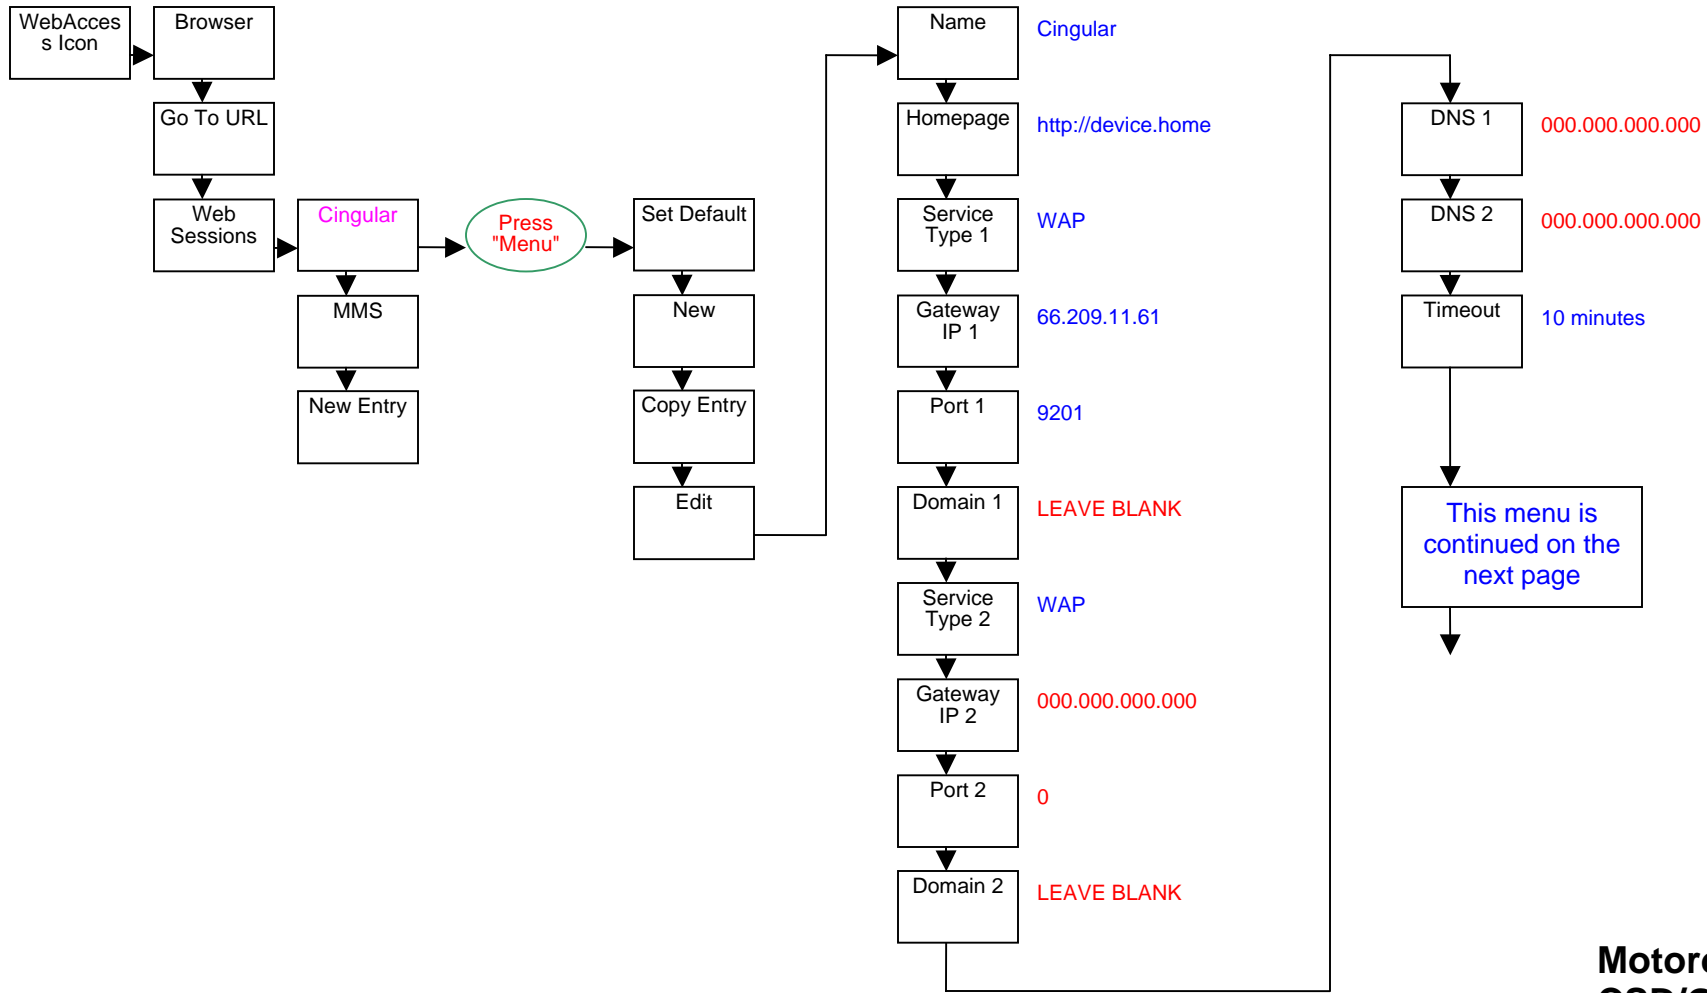 WebAcces
s Icon
Browser
Go To URL
Web
Sessions
Cingular
MMS
New Entry
Press
"Menu"
Set Default
New
Copy Entry
Edit
Name
Cingular
Homepage
http://device.home
Service
Type 1
WAP
Gateway
IP 1
66.209.11.61
Port 1
9201
Domain 1
LEAVE BLANK
Service
Type 2
WAP
Gateway
IP 2
000.000.000.000
Port 2
0
Domain 2
LEAVE BLANK
DNS 1
000.000.000.000
DNS 2
000.000.000.000
Timeout
10 minutes
This menu is
continued on the
next page